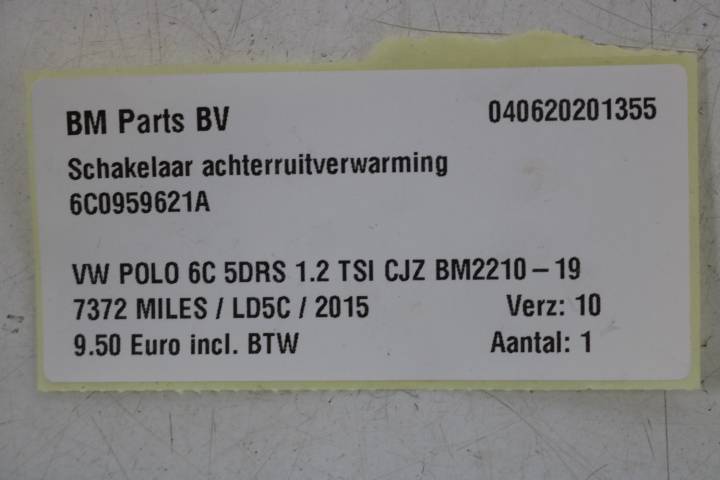 BM Parts BV 040620201355
Schakelaar achterruitverwarming
6C0959621A
VW POLO 6C 5DRS 1.2 TSI CJZ BM2210-19
7372 MILES / LD5C / 2015 Verz: 10
9.50 Euro incl. BTW Aantal: 1